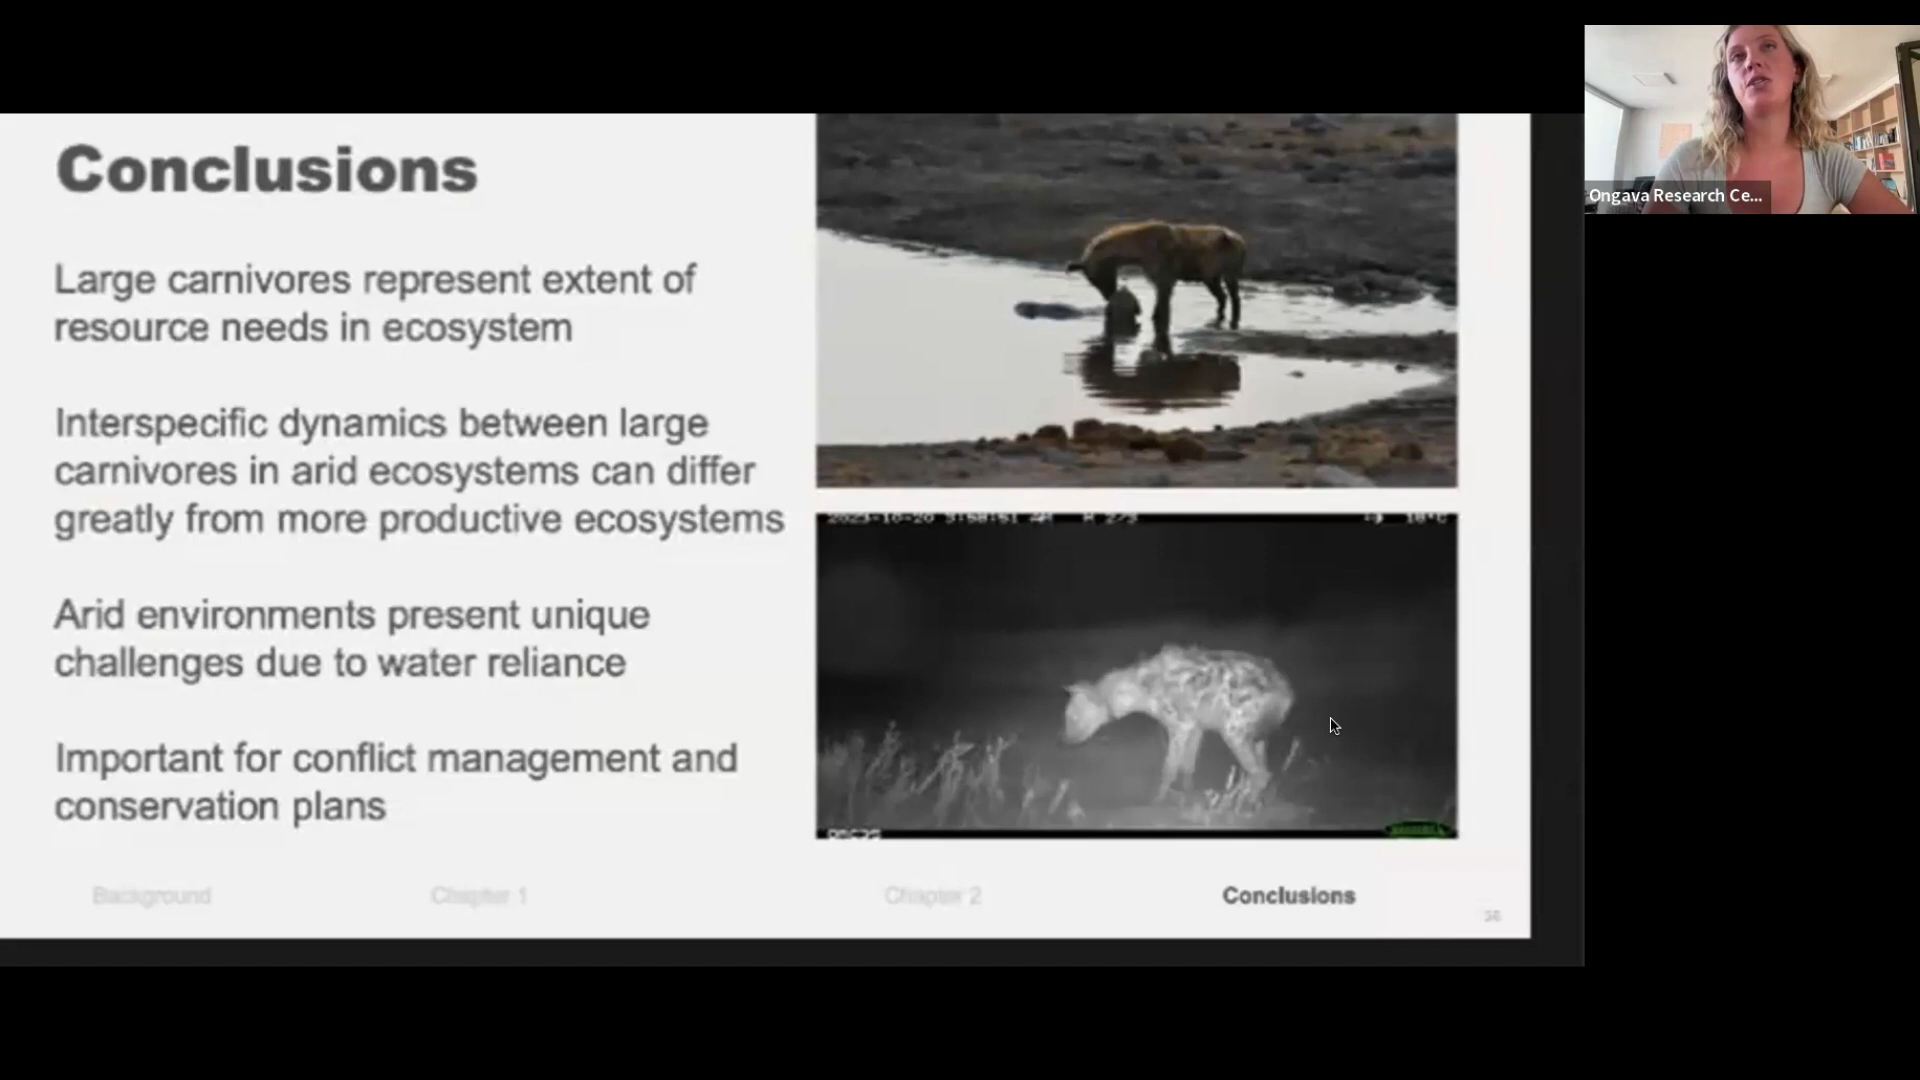 Ongava Research Ce...
Conclusions
Large carnivores represent extent of
resource needs in ecosystem
Interspecific dynamics between large
carnivores in arid ecosystems can differ
greatly from more productive ecosystems
Arid environments present unique
challenges due to water reliance
Important for conflict management and
conservation plans
Background
Chapter 1
Chapter 2
Conclusions